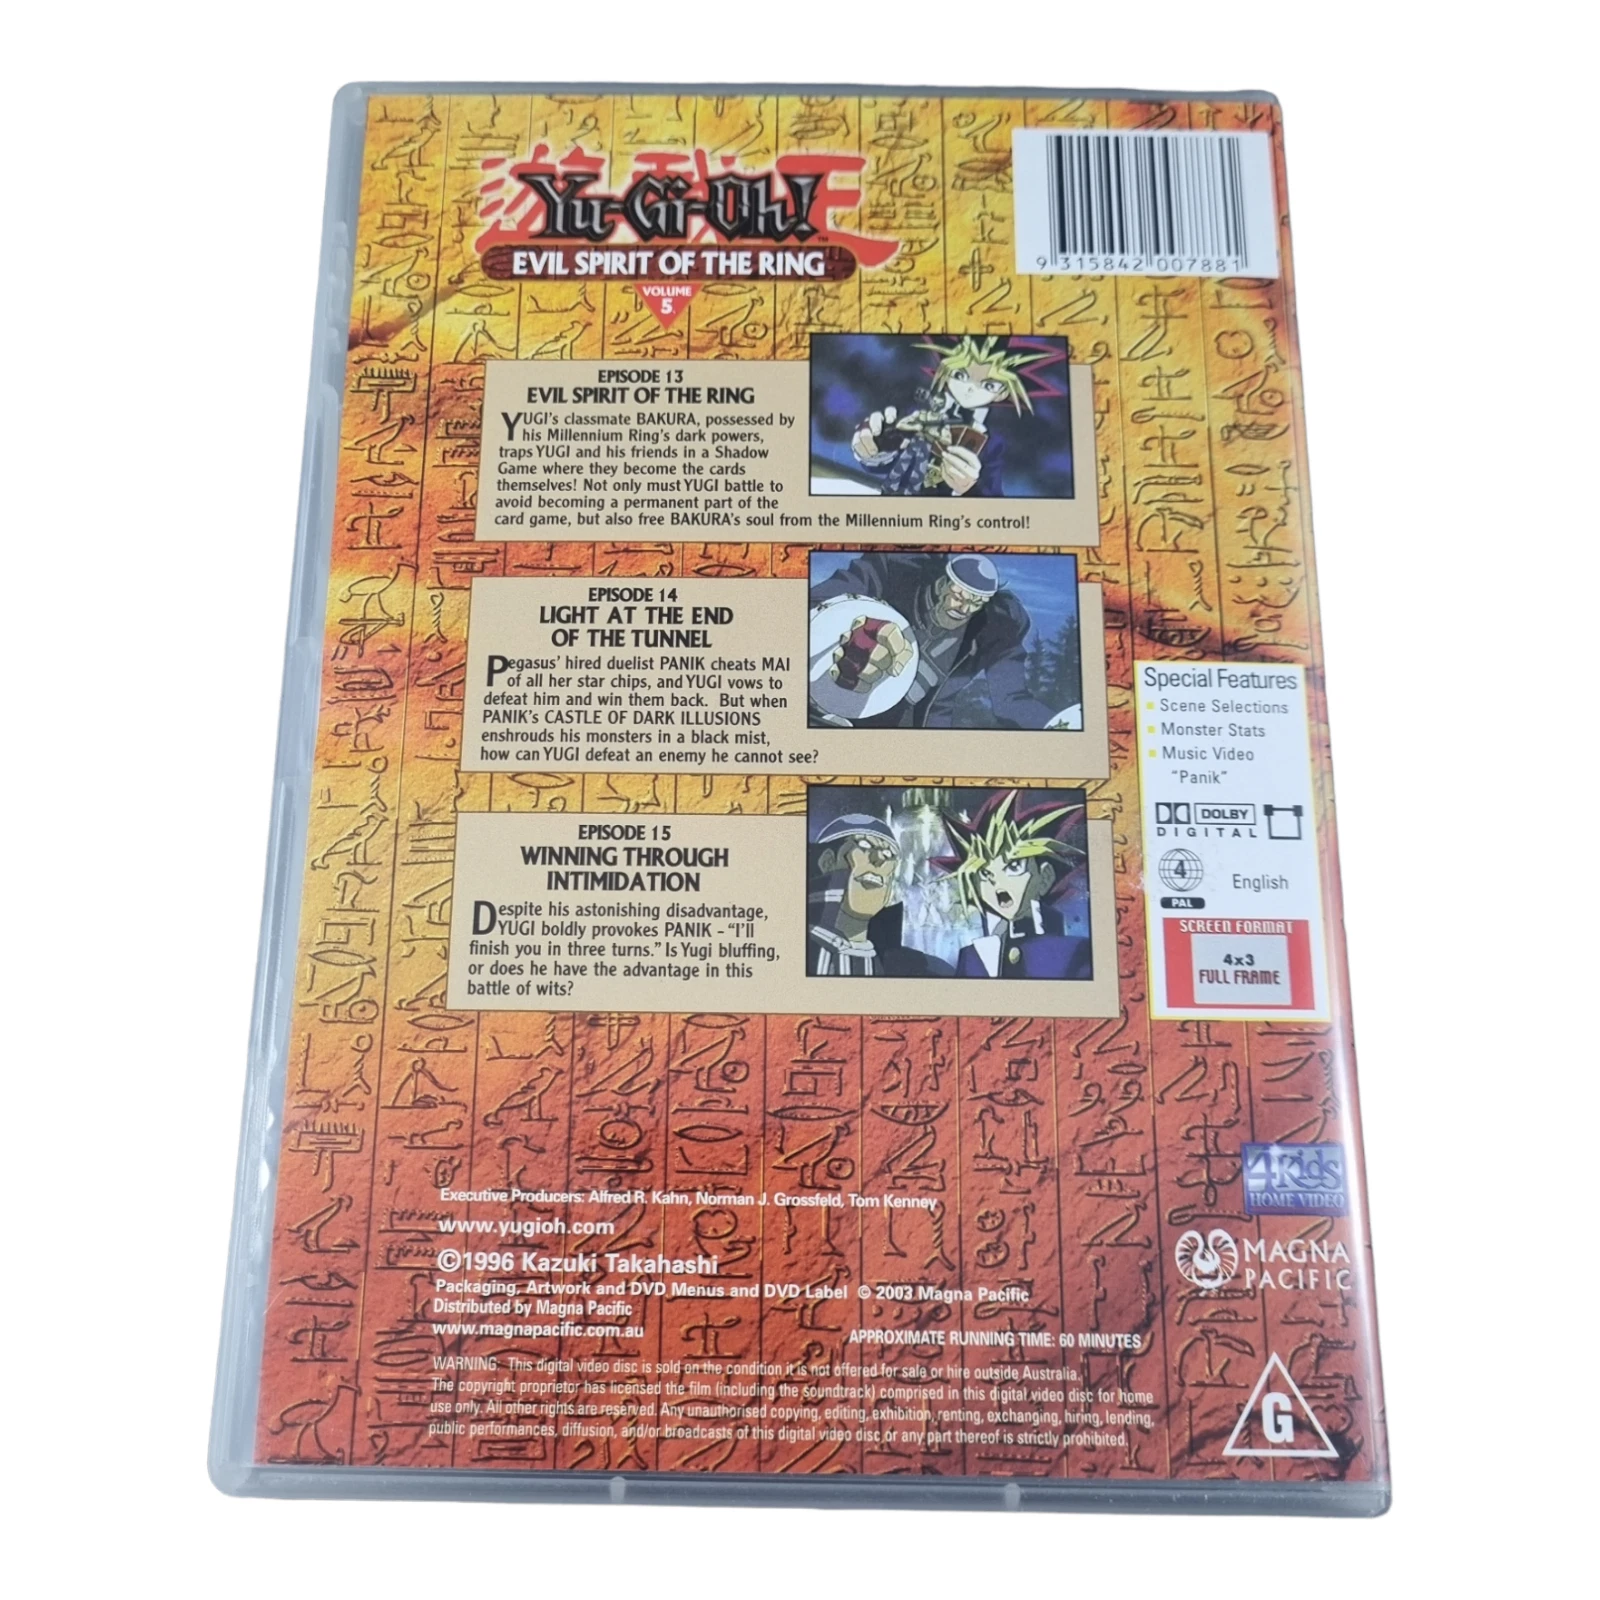 遊戯王
Yu-Gi-Oh!
™
EVIL SPIRIT OF THE RING
VOLUME
5
9 315842 007881
EPISODE 13
EVIL SPIRIT OF THE RING
YUGI's classmate BAKURA, possessed by
his Millennium Ring's dark powers,
traps YUGI and his friends in a Shadow
Game where they become the cards
themselves! Not only must YUGI battle to
avoid becoming a permanent part of the
card game, but also free BAKURA's soul from the Millennium Ring's control!
EPISODE 14
LIGHT AT THE END
OF THE TUNNEL
Pegasus' hired duelist PANIK cheats MAI
of all her star chips, and YUGI vows to
defeat him and win them back. But when
PANIK's CASTLE OF DARK ILLUSIONS
enshrouds his monsters in a black mist,
how can YUGI defeat an enemy he cannot see?
EPISODE 15
WINNING THROUGH
INTIMIDATION
Despite his astonishing disadvantage,
YUGI boldly provokes PANIK - "I'll
finish you in three turns." Is Yugi bluffing,
or does he have the advantage in this
battle of wits?
Special Features
Scene Selections
Monster Stats
Music Video
"Panik"
DOLBY
DIGITAL
4
PAL
English
SCREEN FORMAT
4x3
FULL FRAME
4Kids
HOME VIDEO
MAGNA
PACIFIC
Executive Producers: Alfred R. Kahn, Norman J. Grossfeld, Tom Kenney
www.yugioh.com
©1996 Kazuki Takahashi
Packaging, Artwork and DVD Menus and DVD Label © 2003 Magna Pacific
Distributed by Magna Pacific
www.magnapacific.com.au
APPROXIMATE RUNNING TIME: 60 MINUTES
WARNING: This digital video disc is sold on the condition it is not offered for sale or hire outside Australia.
The copyright proprietor has licensed the film (including the soundtrack) comprised in this digital video disc for home
use only. All other rights are reserved. Any unauthorised copying, editing, exhibition, renting, exchanging, hiring, lending,
public performances, diffusion, and/or broadcasts of this digital video disc or any part thereof is strictly prohibited.
G